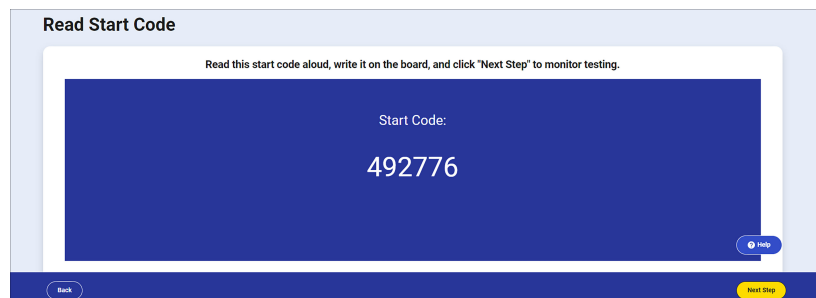 Read Start Code
Read this start code aloud, write it on the board, and click "Next Step" to monitor testing.
Start Code:
492776
Help
Back
Next Step